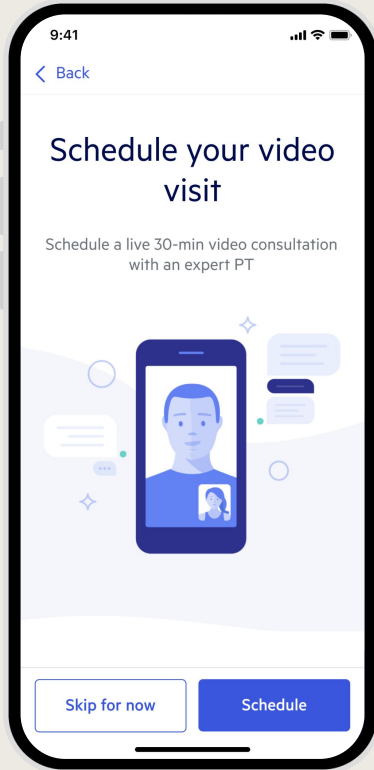 9:41
Back
Schedule your video
visit
Schedule a live 30-min video consultation
with an expert PT
Skip for now
Schedule